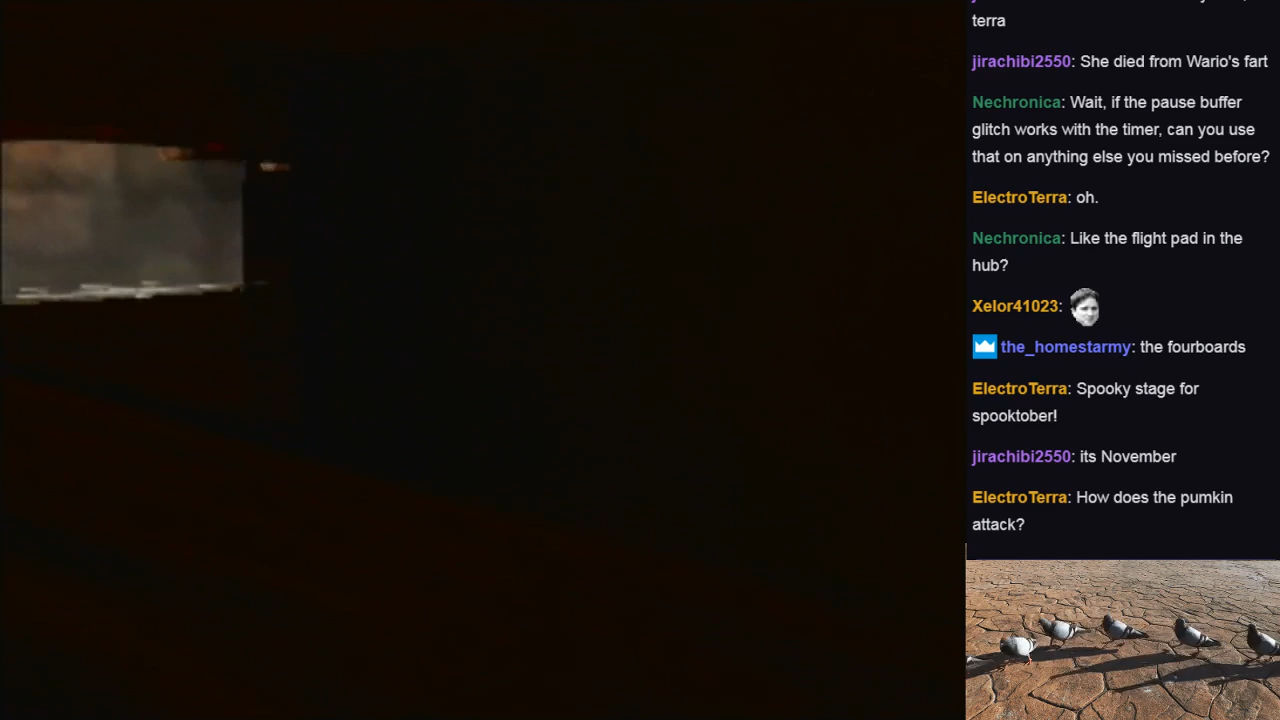 terra
jirachibi2550: She died from Wario's fart
Nechronica: Wait, if the pause buffer
glitch works with the timer, can you use
that on anything else you missed before?
ElectroTerra: oh.
Nechronica: Like the flight pad in the
hub?
Xelor41023:
the_homestarmy: the fourboards
ElectroTerra: Spooky stage for
spooktober!
jirachibi2550: its November
ElectroTerra: How does the pumkin
attack?